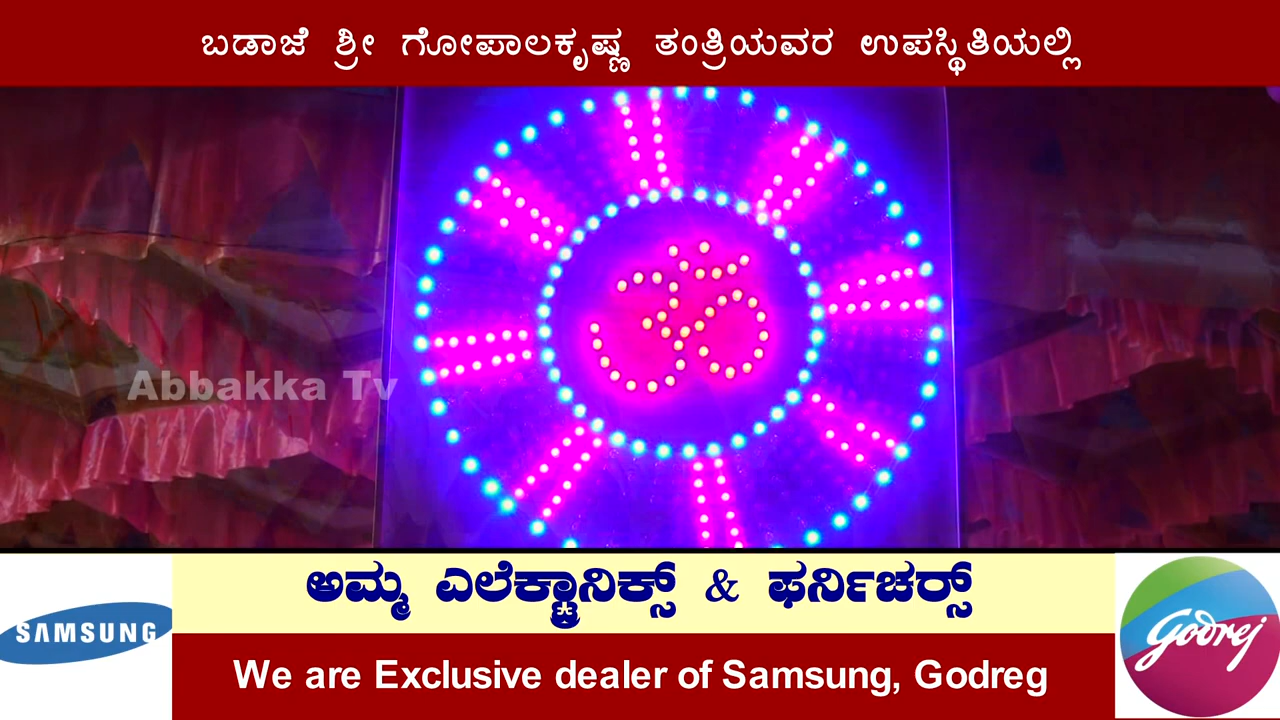 ಬಡಾಜೆ ಶ್ರೀ ಗೋಪಾಲಕೃಷ್ಣ ತಂತ್ರಿಯವರ ಉಪಸ್ಥಿತಿಯಲ್ಲಿ
ॐ
Abbakka Tv
ಅಮ್ಮ ಎಲೆಕ್ಟ್ರಾನಿಕ್ಸ್ & ಫರ್ನಿಚರ‍್ಸ್
SAMSUNG
Godrej
We are Exclusive dealer of Samsung, Godreg